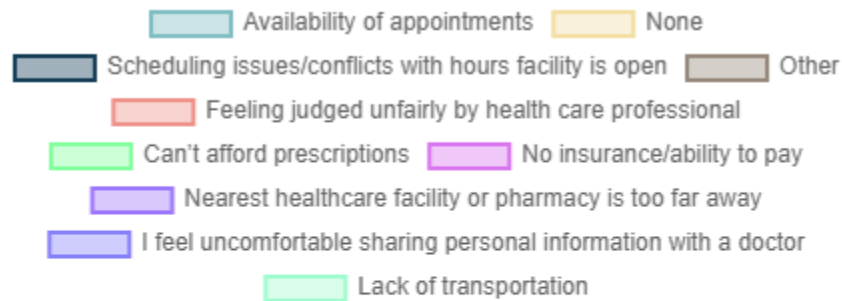 Availability of appointments None
Scheduling issues/conflicts with hours facility is open Other
Feeling judged unfairly by health care professional
Can't afford prescriptions No insurance/ability to pay
Nearest healthcare facility or pharmacy is too far away
I feel uncomfortable sharing personal information with a doctor
Lack of transportation